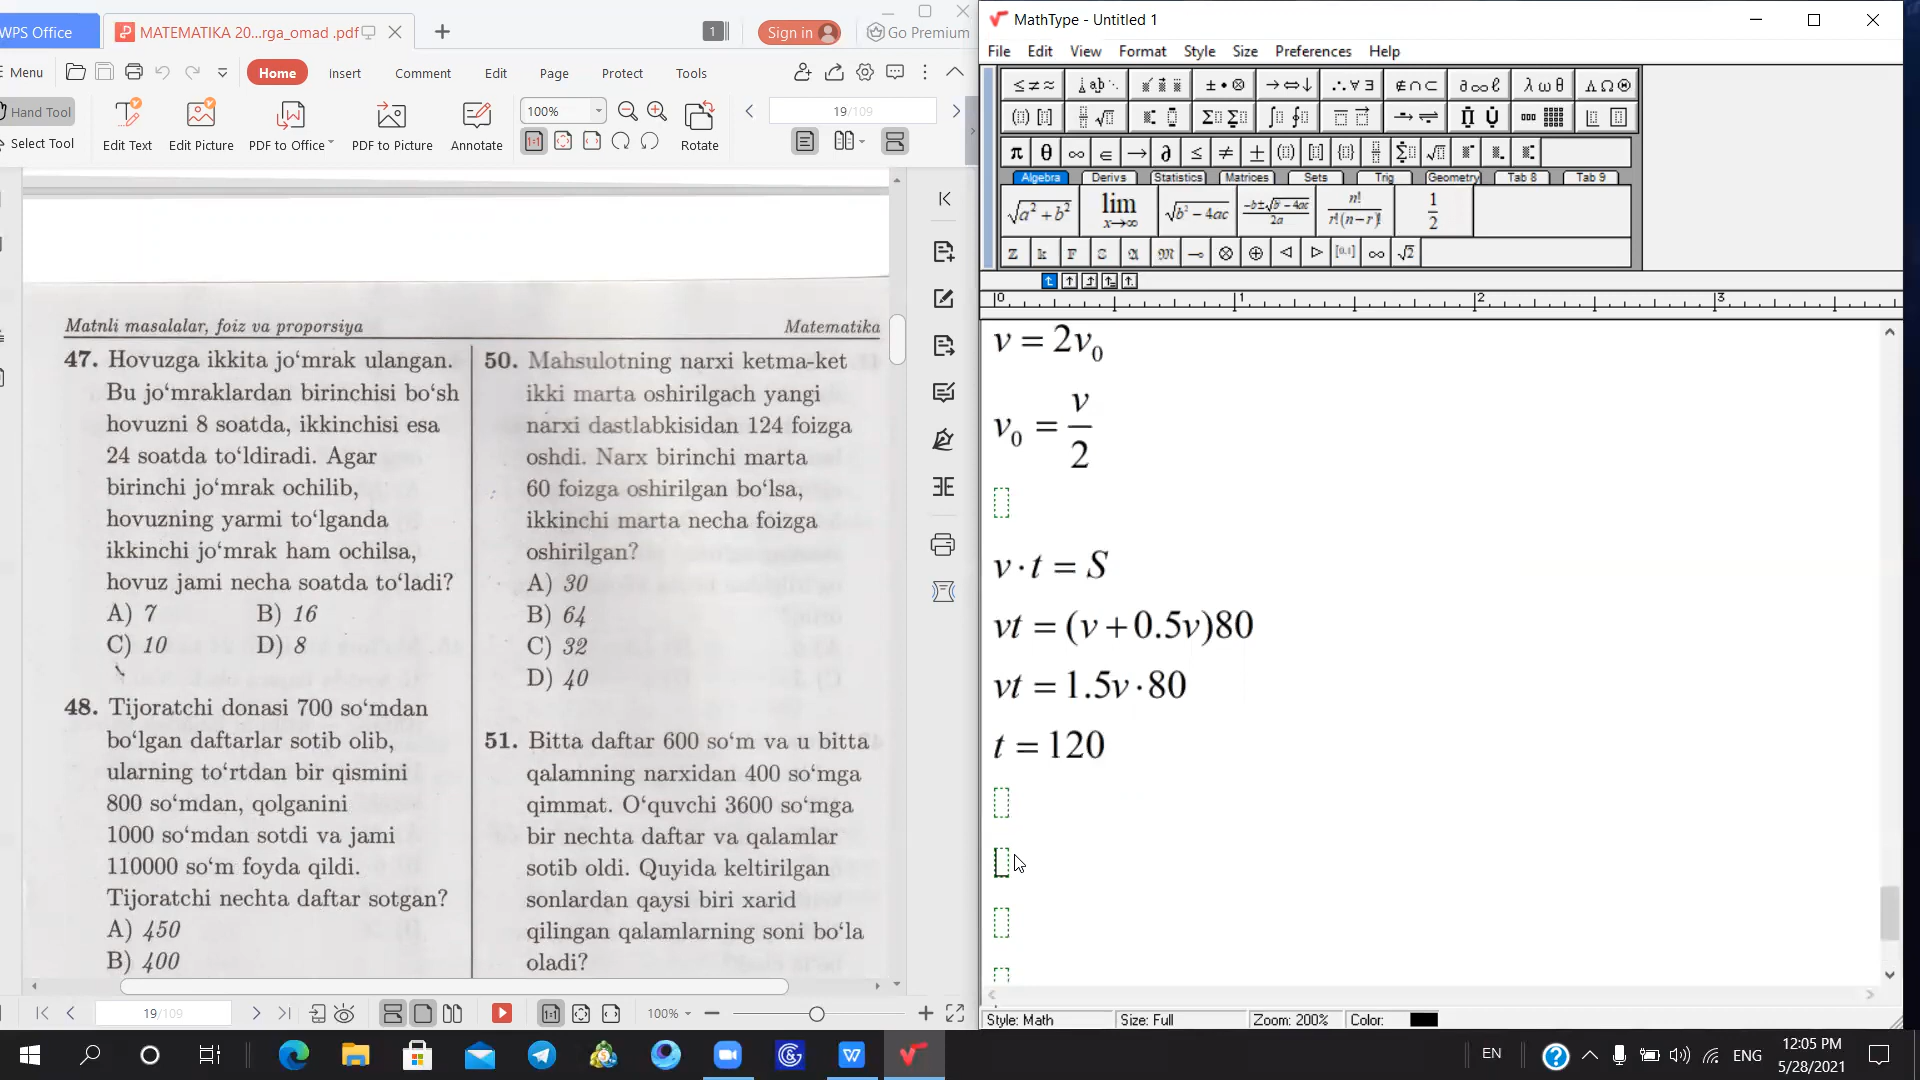 WPS Office
MATEMATIKA 20...rga_omad .pdf
1
Sign in
Go Premium
Menu
Home
Insert
Comment
Edit
Page
Protect
Tools
Hand Tool
Select Tool
Edit Text
Edit Picture
PDF to Office
PDF to Picture
Annotate
100%
Rotate
19/109
Matnli masalalar, foiz va proporsiya
Matematika
47. Hovuzga ikkita jo‘mrak ulangan.
Bu jo‘mraklardan birinchisi bo‘sh
hovuzni 8 soatda, ikkinchisi esa
24 soatda to‘ldiradi. Agar
birinchi jo‘mrak ochilib,
hovuzning yarmi to‘lganda
ikkinchi jo‘mrak ham ochilsa,
hovuz jami necha soatda to‘ladi?
A) 7 B) 16
C) 10 D) 8
48. Tijoratchi donasi 700 so‘mdan
bo‘lgan daftarlar sotib olib,
ularning to‘rtdan bir qismini
800 so‘mdan, qolganini
1000 so‘mdan sotdi va jami
110000 so‘m foyda qildi.
Tijoratchi nechta daftar sotgan?
A) 450
B) 400
50. Mahsulotning narxi ketma-ket
ikki marta oshirilgach yangi
narxi dastlabkisidan 124 foizga
oshdi. Narx birinchi marta
60 foizga oshirilgan bo‘lsa,
ikkinchi marta necha foizga
oshirilgan?
A) 30
B) 64
C) 32
D) 40
51. Bitta daftar 600 so‘m va u bitta
qalamning narxidan 400 so‘mga
qimmat. O‘quvchi 3600 so‘mga
bir nechta daftar va qalamlar
sotib oldi. Quyida keltirilgan
sonlardan qaysi biri xarid
qilingan qalamlarning soni bo‘la
oladi?
19/109
100%
MathType - Untitled 1
File Edit View Format Style Size Preferences Help
Algebra Derivs Statistics Matrices Sets Trig Geometry Tab 8 Tab 9
0 1 2 3
v = 2v₀
v₀ = v/2
v · t = S
vt = (v + 0.5v)80
vt = 1.5v · 80
t = 120
Style: Math Size: Full Zoom: 200% Color:
EN
ENG
12:05 PM
5/28/2021